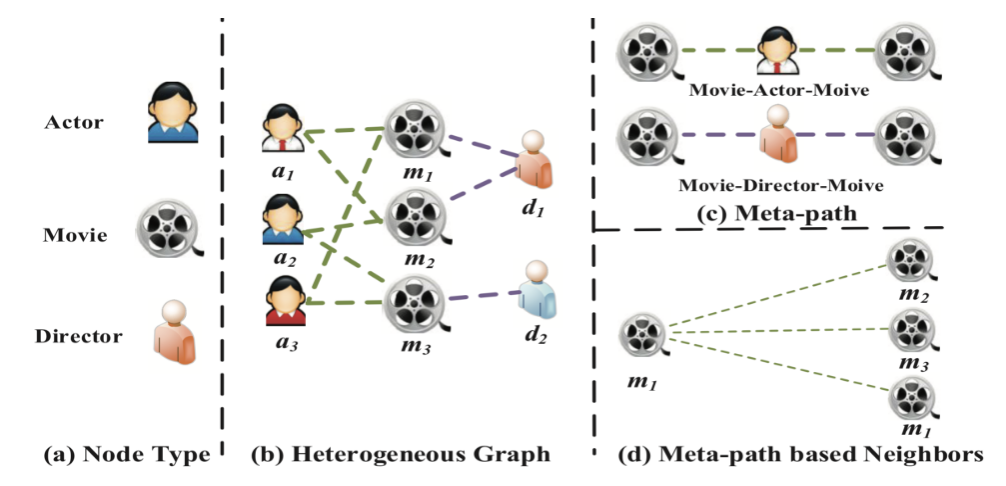 Actor
Movie
Director
(a) Node Type
a1
a2
a3
m1
m2
m3
d1
d2
(b) Heterogeneous Graph
Movie-Actor-Moive
Movie-Director-Moive
(c) Meta-path
m1
m2
m3
m1
(d) Meta-path based Neighbors